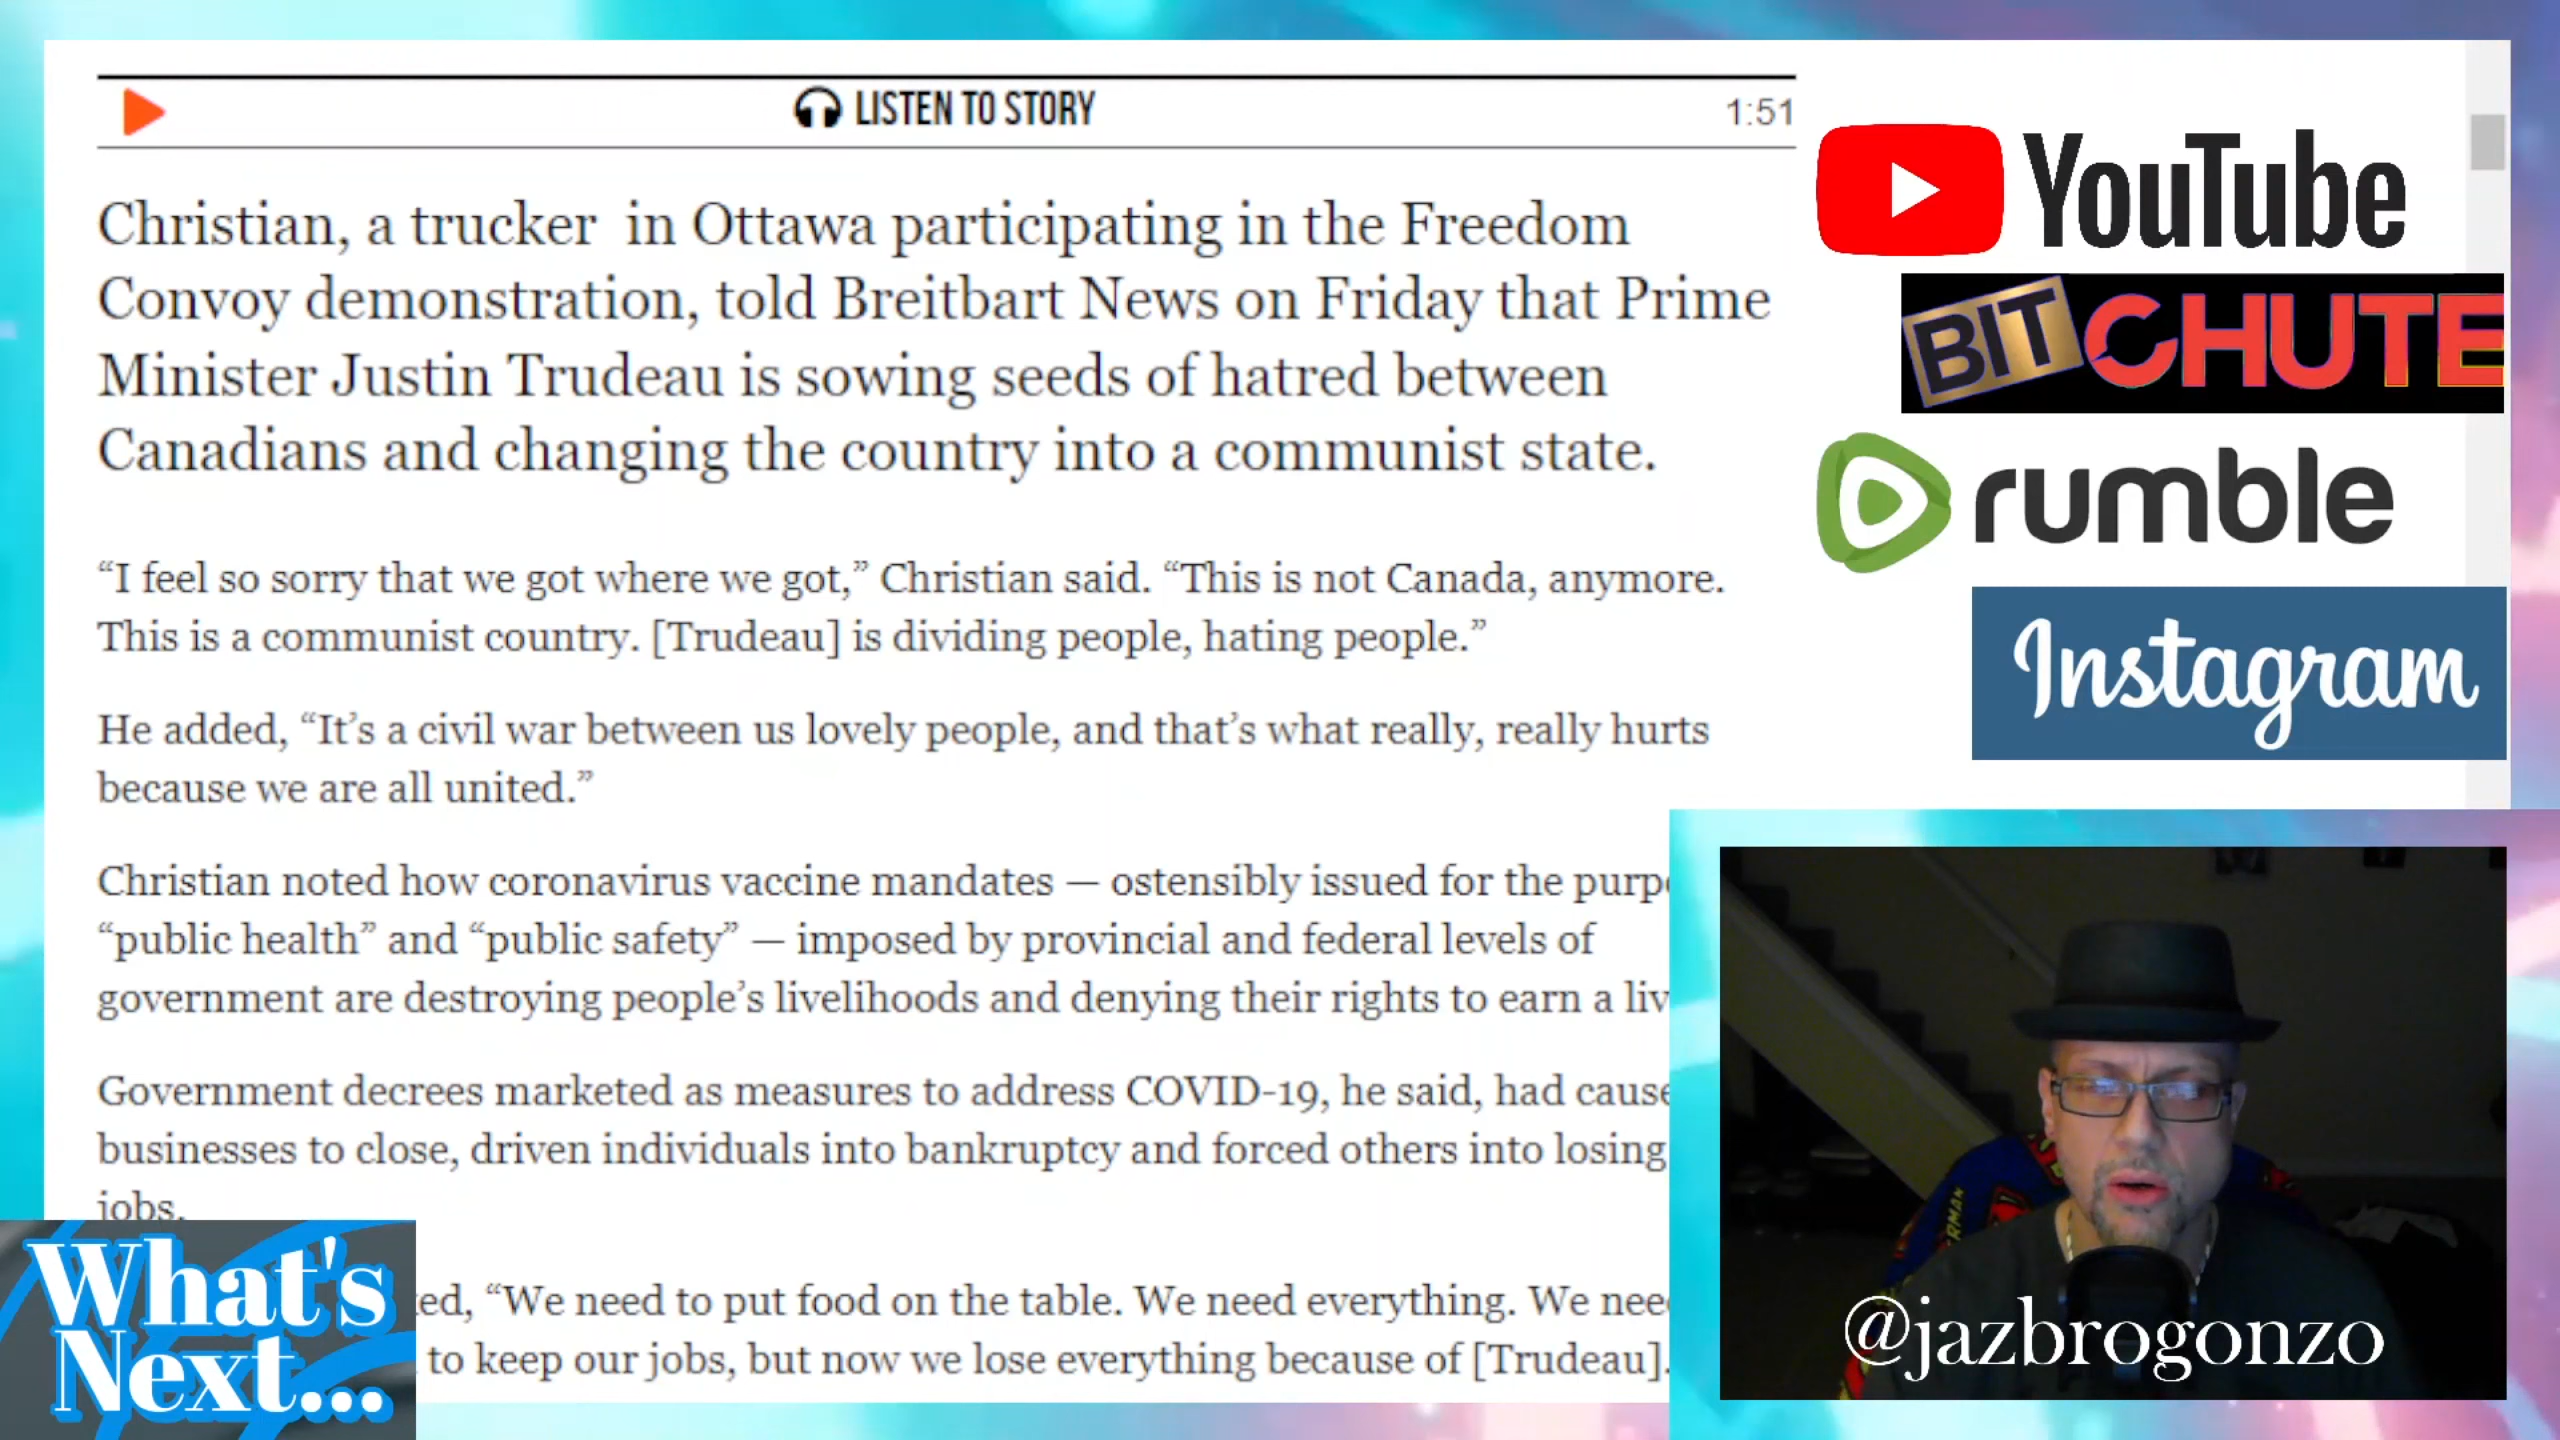 LISTEN TO STORY
1:51
Christian, a trucker in Ottawa participating in the Freedom
Convoy demonstration, told Breitbart News on Friday that Prime
Minister Justin Trudeau is sowing seeds of hatred between
Canadians and changing the country into a communist state.
“I feel so sorry that we got where we got,” Christian said. “This is not Canada, anymore.
This is a communist country. [Trudeau] is dividing people, hating people.”
He added, “It’s a civil war between us lovely people, and that’s what really, really hurts
because we are all united.”
Christian noted how coronavirus vaccine mandates — ostensibly issued for the
“public health” and “public safety” — imposed by provincial and federal levels of
government are destroying people’s livelihoods and denying their rights to earn a
Government decrees marketed as measures to address COVID-19, he said, had
businesses to close, driven individuals into bankruptcy and forced others into losing
jobs.
“We need to put food on the table. We need everything. We
to keep our jobs, but now we lose everything because of [Trudeau].
YouTube
BITCHUTE
rumble
Instagram
What's
Next...
@jazbrogonzo